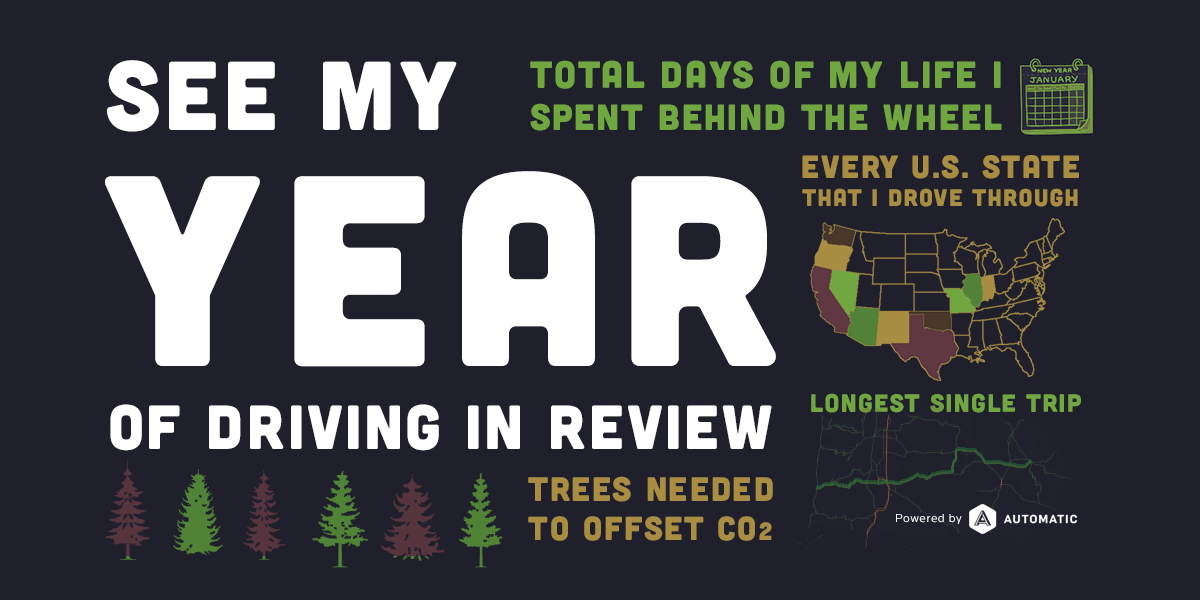 SEE MY
YEAR
OF DRIVING IN REVIEW
TOTAL DAYS OF MY LIFE I
SPENT BEHIND THE WHEEL
NEW YEAR
JANUARY
EVERY U.S. STATE
THAT I DROVE THROUGH
LONGEST SINGLE TRIP
TREES NEEDED
TO OFFSET CO₂
Powered by AUTOMATIC